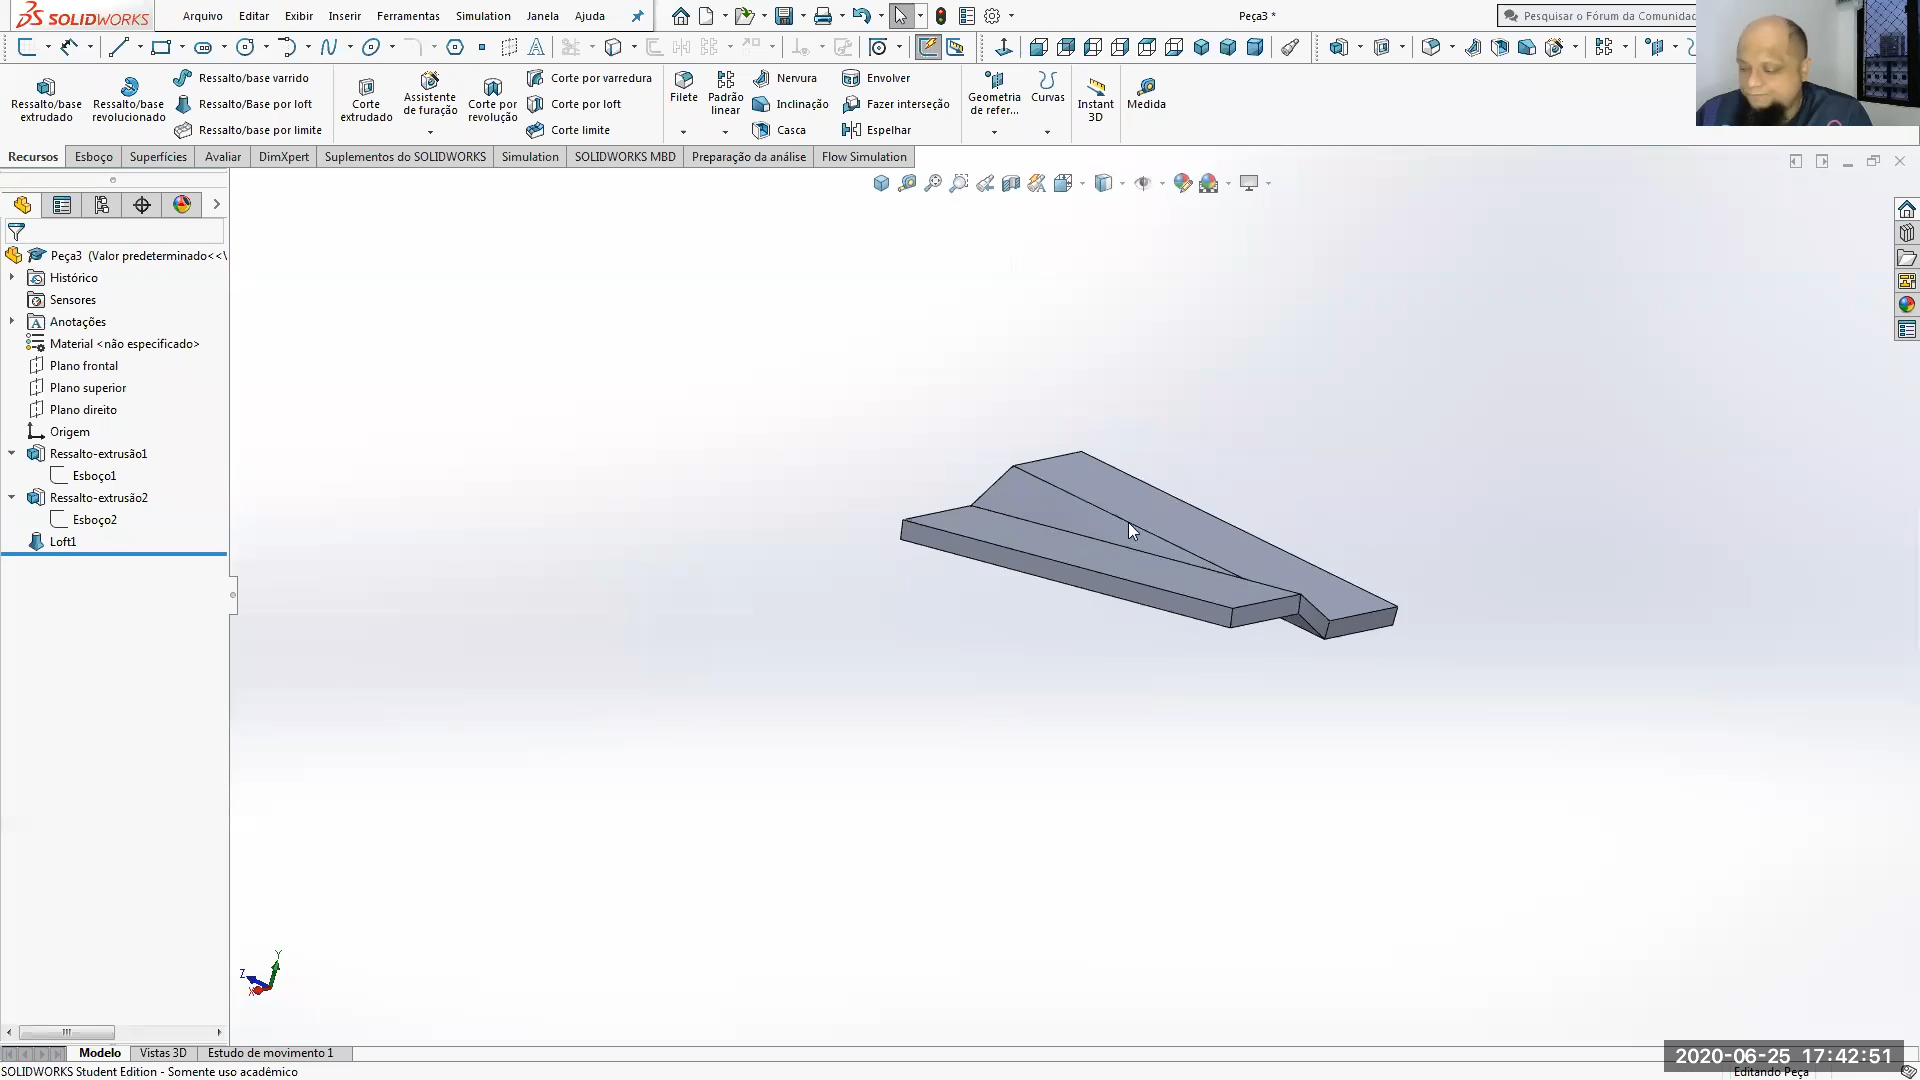 SOLIDWORKS
Arquivo Editar Exibir Inserir Ferramentas Simulation Janela Ajuda
Peça3 *
Pesquisar o Fórum da Comunidac
Ressalto/base extrudado
Ressalto/base revolucionado
Ressalto/base varrido
Ressalto/Base por loft
Ressalto/base por limite
Corte extrudado
Assistente de furação
Corte por revolução
Corte por varredura
Corte por loft
Corte limite
Filete
Padrão linear
Nervura
Inclinação
Casca
Envolver
Fazer interseção
Espelhar
Geometria de refer...
Curvas
Instant 3D
Medida
Recursos Esboço Superfícies Avaliar DimXpert Suplementos do SOLIDWORKS Simulation SOLIDWORKS MBD Preparação da análise Flow Simulation
Peça3 (Valor predeterminado<<\
Histórico
Sensores
Anotações
Material <não especificado>
Plano frontal
Plano superior
Plano direito
Origem
Ressalto-extrusão1
Esboço1
Ressalto-extrusão2
Esboço2
Loft1
Y
Z
X
Modelo Vistas 3D Estudo de movimento 1
2020-06-25 17:42:51
SOLIDWORKS Student Edition - Somente uso acadêmico
Editando Peça